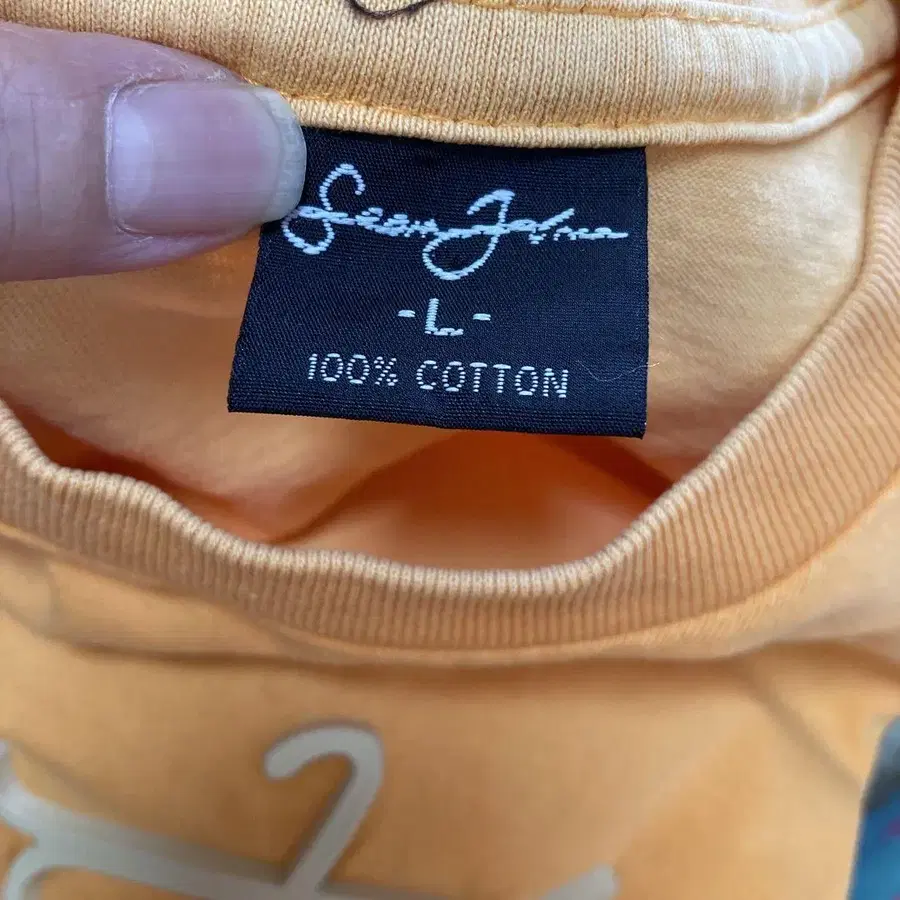 Sean John
-L-
100% COTTON